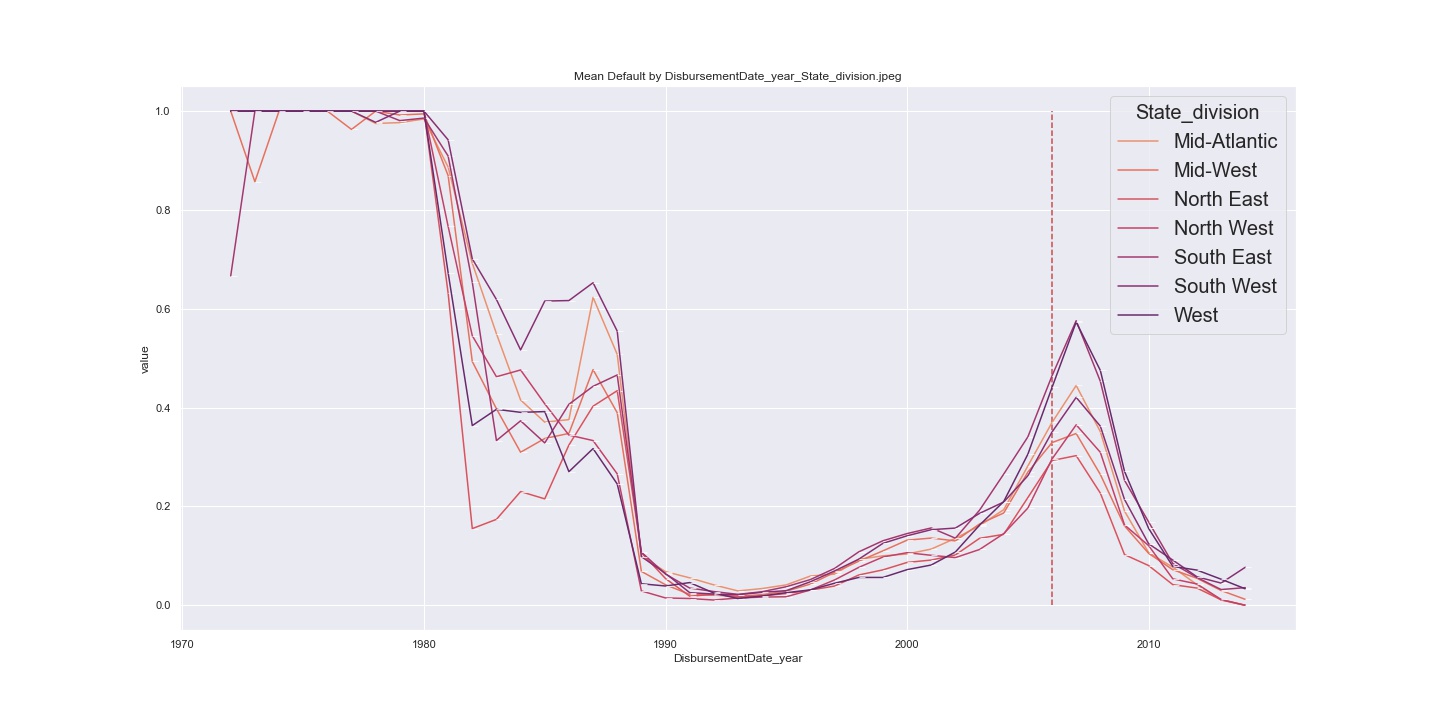 Mean Default by DisbursementDate_year_State_division.jpeg
State_division
Mid-Atlantic
Mid-West
North East
North West
South East
South West
West
value
1.0
0.8
0.6
0.4
0.2
0.0
1970 1980 1990 2000 2010
DisbursementDate_year